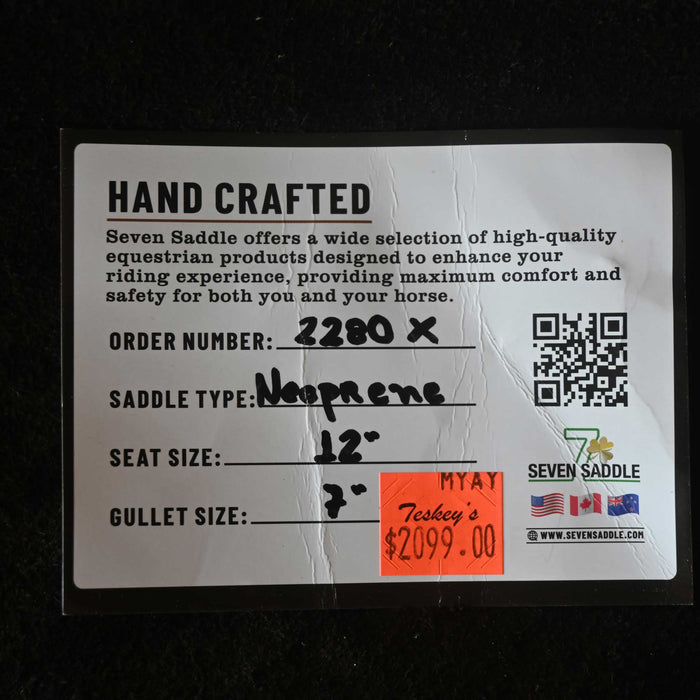 HAND CRAFTED
Seven Saddle offers a wide selection of high-quality
equestrian products designed to enhance your
riding experience, providing maximum comfort and
safety for both you and your horse.
ORDER NUMBER: 2280 X
SADDLE TYPE: Neoprene
SEAT SIZE: 12"
GULLET SIZE: 7"
MYAY
Teskey's
$2099.00
7
SEVEN SADDLE
WWW.SEVENSADDLE.COM